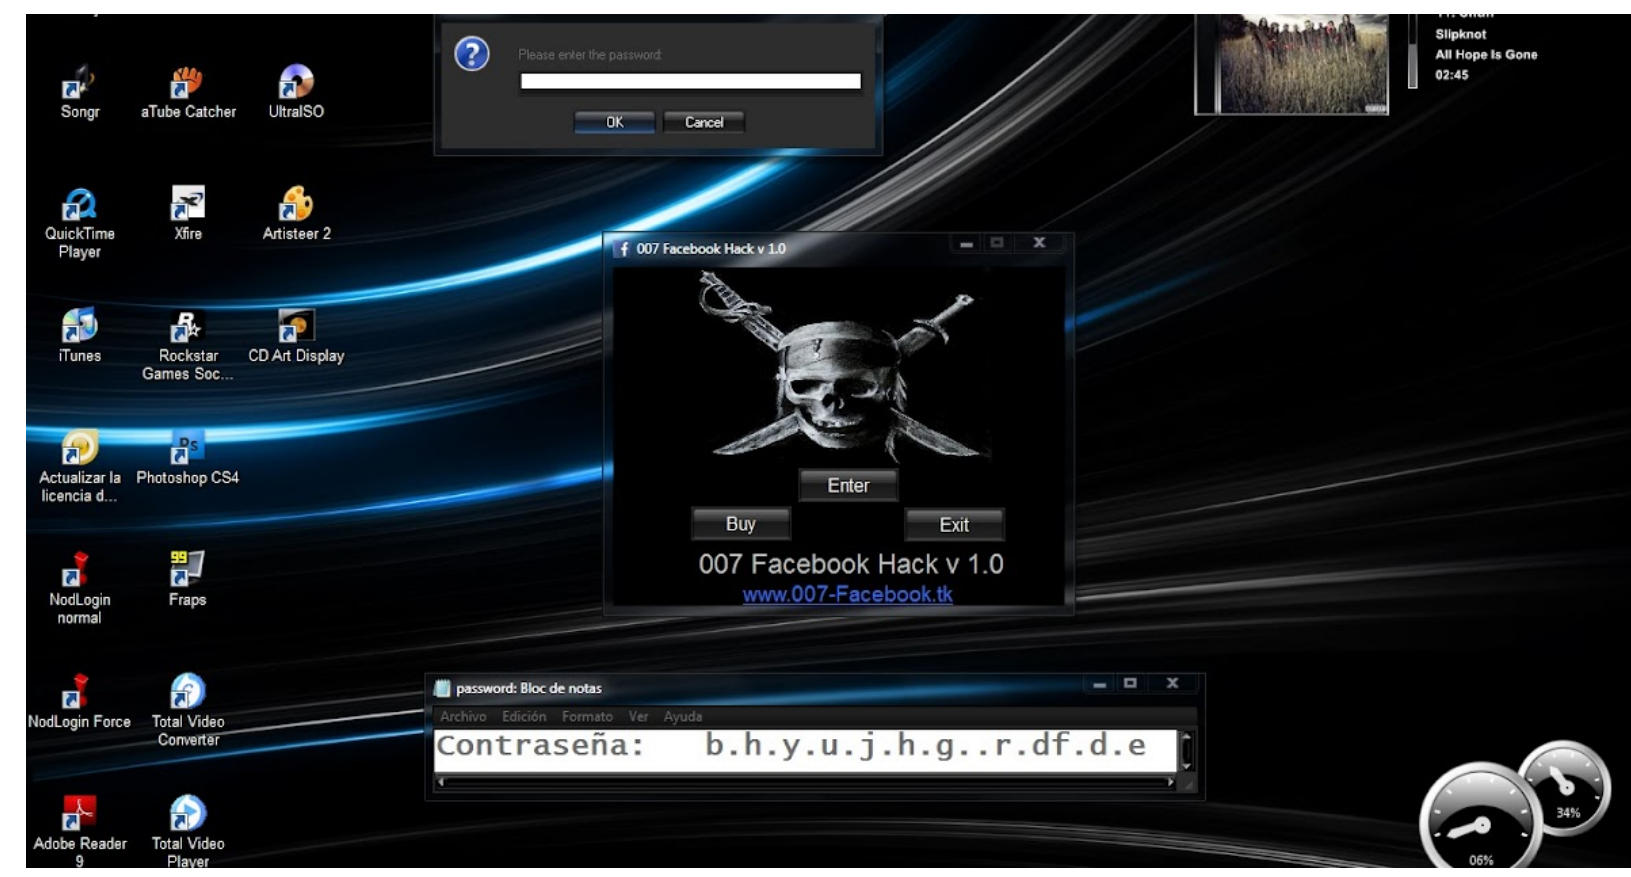 Please enter the password:
OK
Cancel
Slipknot
All Hope Is Gone
02:45
Songr
aTube Catcher
UltraISO
QuickTime
Player
Xfire
Artisteer 2
007 Facebook Hack v 1.0
iTunes
Rockstar
Games Soc...
CD Art Display
Actualizar la
licencia d...
Photoshop CS4
Ps
Enter
Buy
Exit
007 Facebook Hack v 1.0
www.007-Facebook.tk
NodLogin
normal
99
Fraps
NodLogin Force
Total Video
Converter
password: Bloc de notas
Archivo Edición Formato Ver Ayuda
Contraseña: b.h.y.u.j.h.g..r.df.d.e
Adobe Reader
9
Total Video
Player
34%
06%